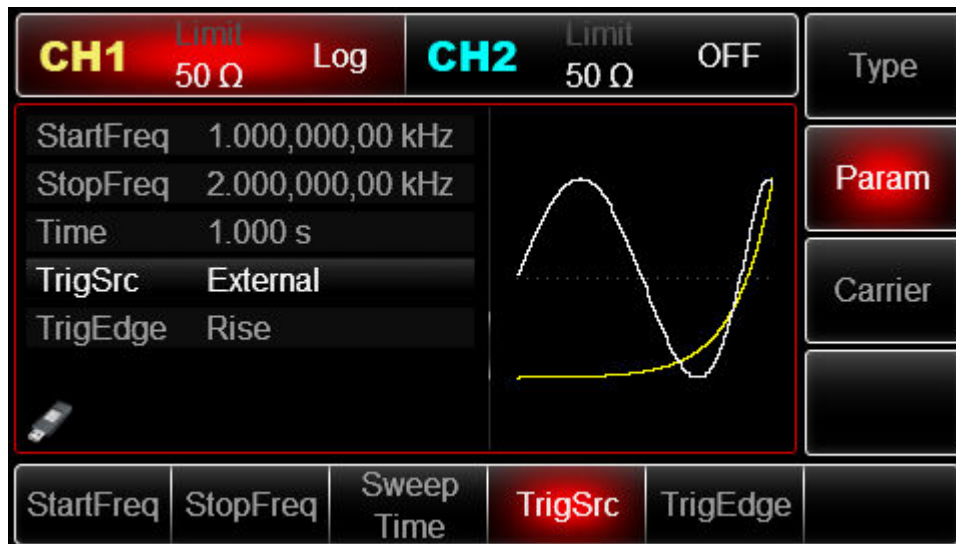 CH1
Limit
50 Ω
Log
CH2
Limit
50 Ω
OFF
Type
StartFreq 1.000,000,00 kHz
StopFreq 2.000,000,00 kHz
Time 1.000 s
TrigSrc External
TrigEdge Rise
Param
Carrier
StartFreq
StopFreq
Sweep
Time
TrigSrc
TrigEdge